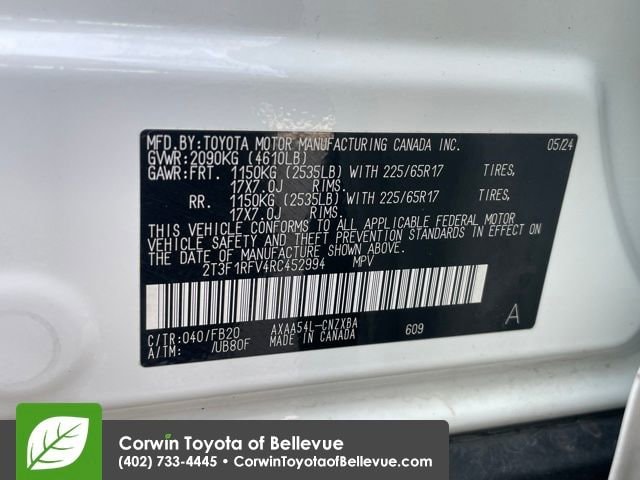 MFD.BY:TOYOTA MOTOR MANUFACTURING CANADA INC. 05/24
GVWR:2090KG (4610LB)
GAWR:FRT. 1150KG (2535LB) WITH 225/65R17 TIRES,
17X7.0J RIMS.
RR. 1150KG (2535LB) WITH 225/65R17 TIRES,
17X7.0J RIMS.
THIS VEHICLE CONFORMS TO ALL APPLICABLE FEDERAL MOTOR
VEHICLE SAFETY AND THEFT PREVENTION STANDARDS IN EFFECT ON
THE DATE OF MANUFACTURE SHOWN ABOVE.
2T3F1RFV4RC452994 MPV
C/TR:040/FB20 AXAA54L-CNZXBA 609 A
A/TM: /UB80F MADE IN CANADA
Corwin Toyota of Bellevue
(402) 733-4445 • CorwinToyotaofBellevue.com